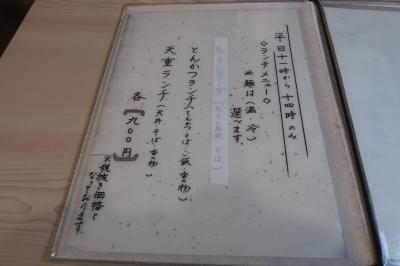 平日十一時から十四時のみ
◇ランチメニュー◇
※麺は(温・冷)
選べます。
とんかつランチ(とんかつ・そば・ご飯・香の物)
天重ランチ(天丼・そば・香の物)
各【九〇〇円】
※税抜き価格と
なっております。